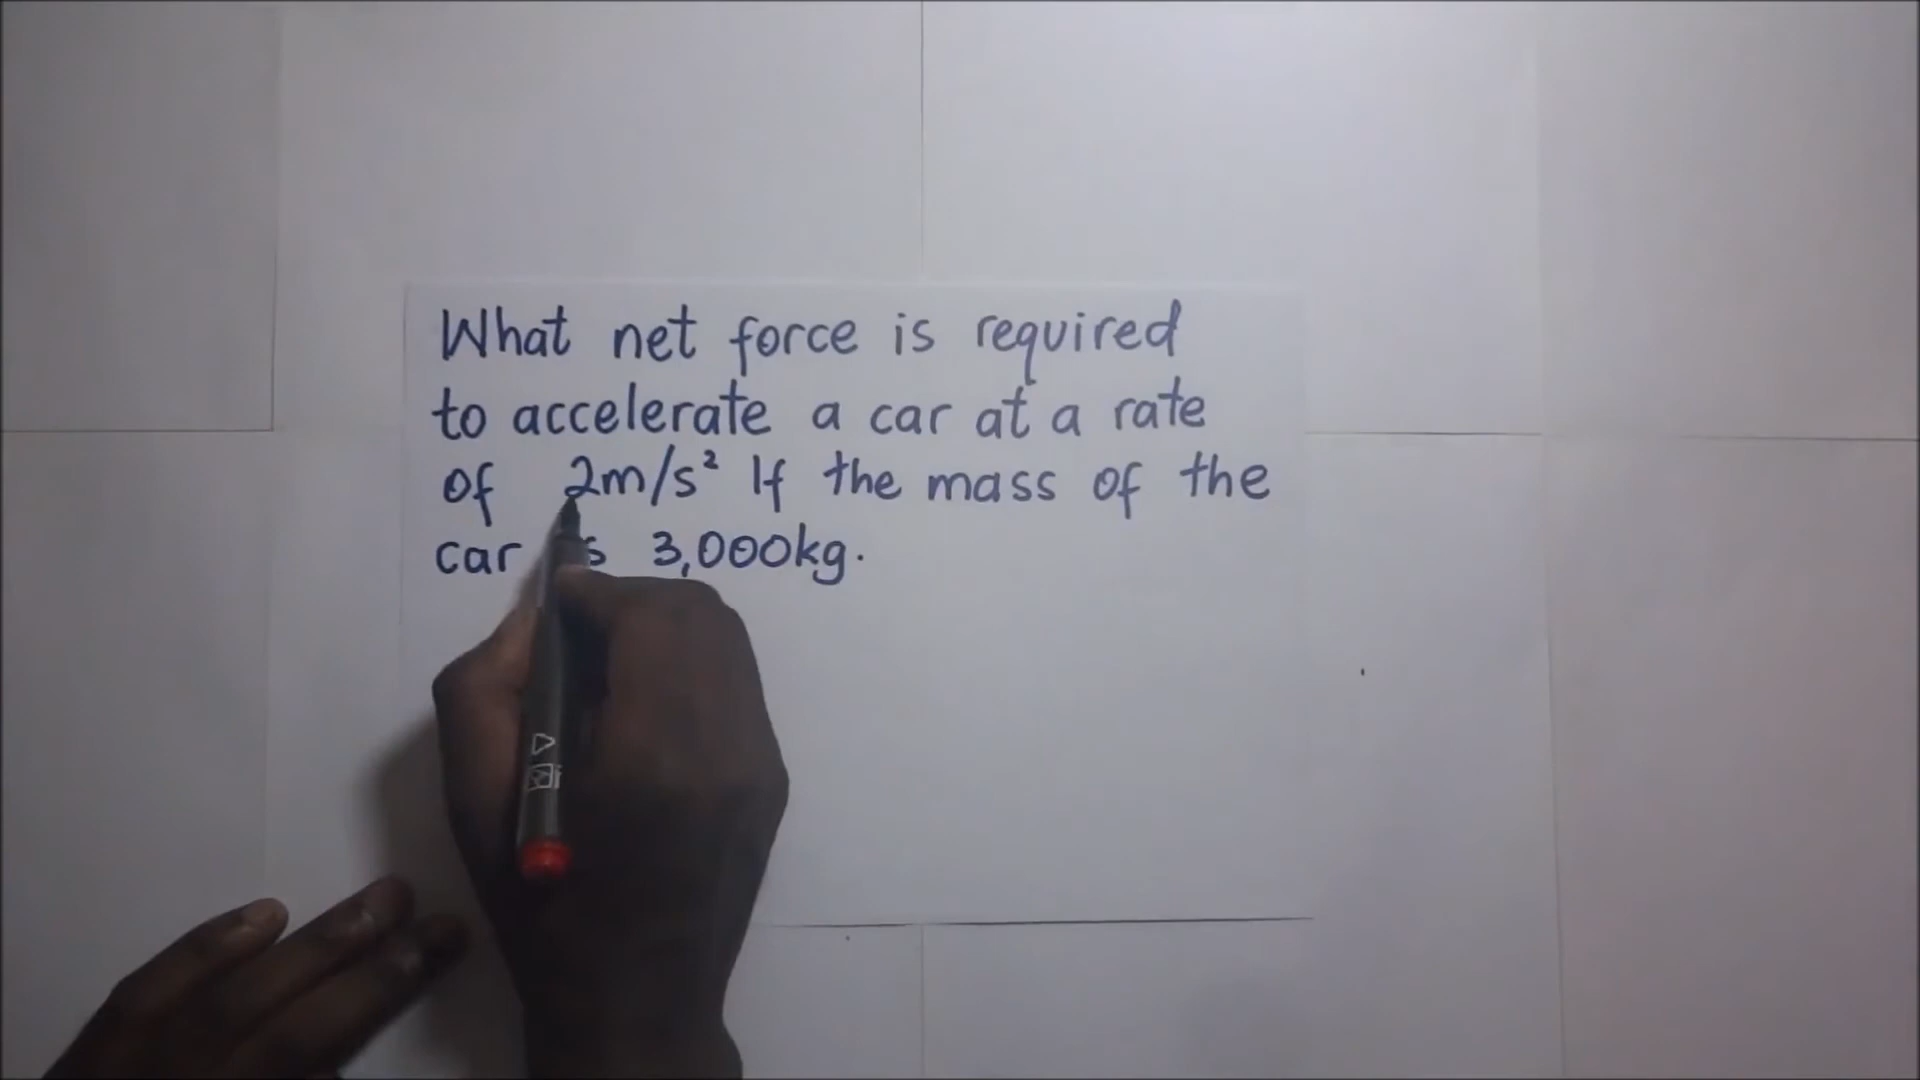 What net force is required
to accelerate a car at a rate
of 2m/s² If the mass of the
car is 3,000kg.